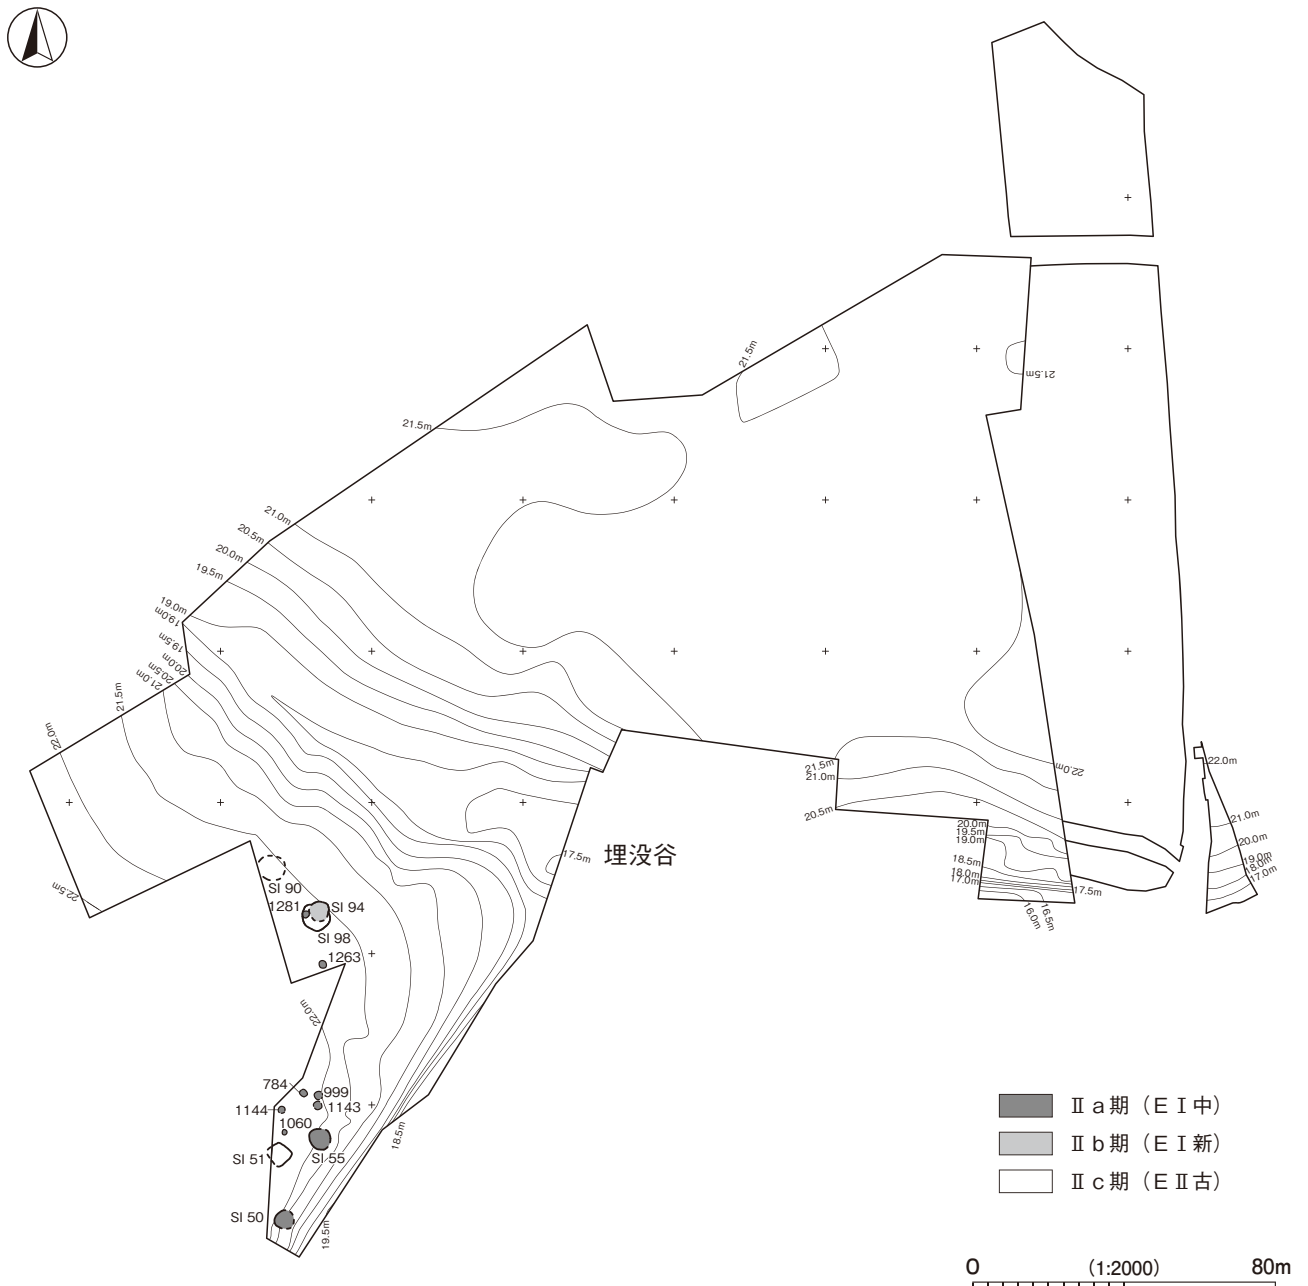 21.5m
21.5m
21.5m
21.0m
20.5m
20.0m
19.5m
19.0m
19.0m
19.5m
20.0m
20.5m
21.0m
21.5m
22.0m
22.5m
22.0m
21.5m
21.0m
20.5m
22.0m
20.0m
19.5m
19.0m
18.5m
18.0m
17.0m
17.5m
16.5m
16.0m
21.0m
20.0m
19.0m
18.0m
17.0m
17.5m
埋没谷
SI 90
1281
SI 94
SI 98
1263
22.0m
784
999
1144
1143
1060
SI 51
SI 55
18.5m
SI 50
19.5m
Ⅱa期（EⅠ中）
Ⅱb期（EⅠ新）
Ⅱc期（EⅡ古）
0 (1:2000) 80m